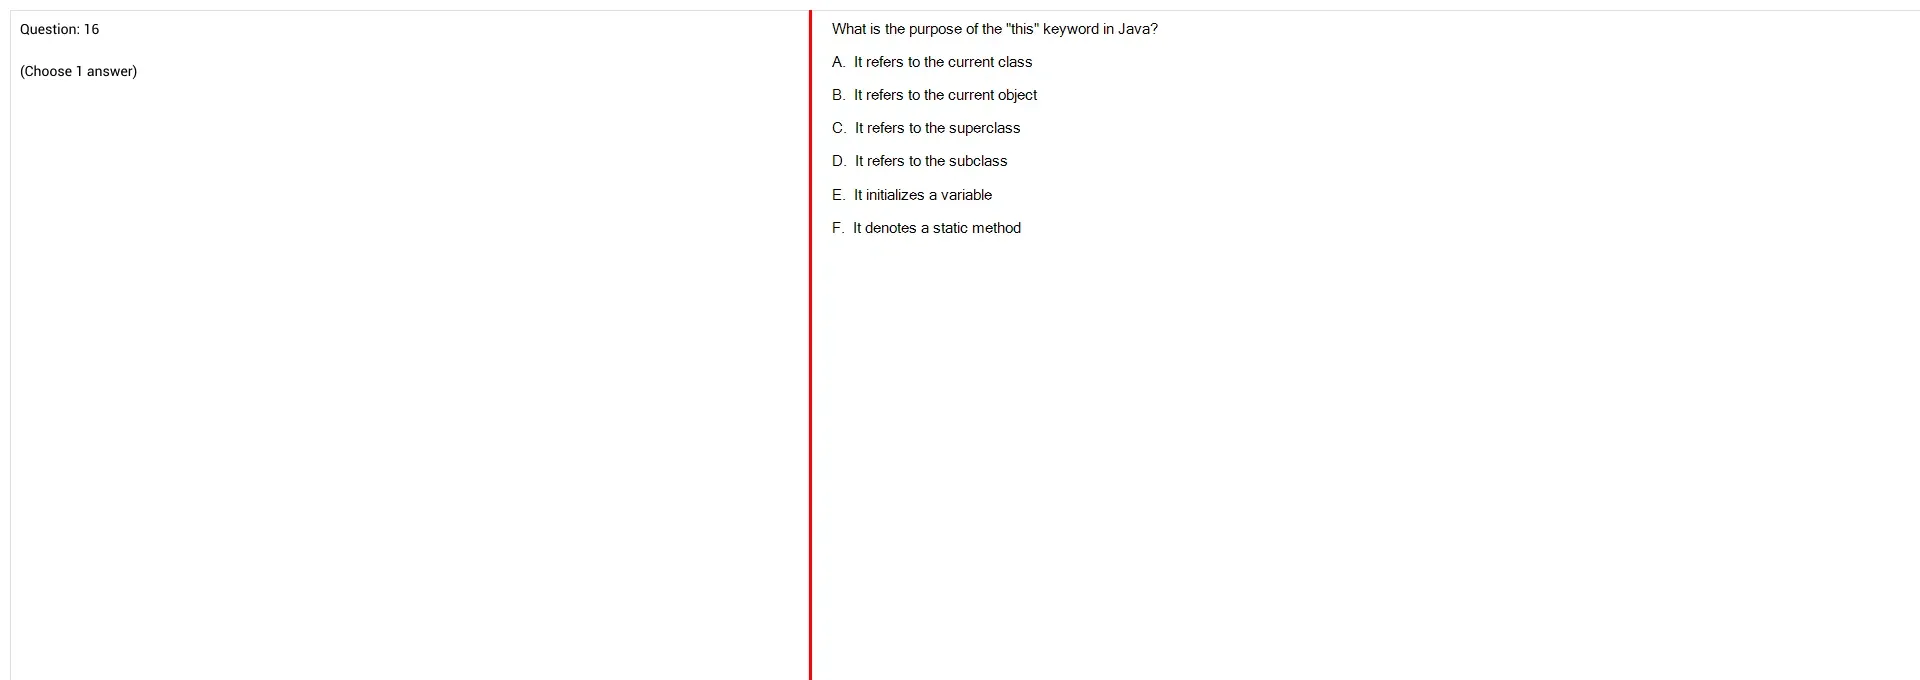 Question: 16
(Choose 1 answer)
What is the purpose of the "this" keyword in Java?
A. It refers to the current class
B. It refers to the current object
C. It refers to the superclass
D. It refers to the subclass
E. It initializes a variable
F. It denotes a static method